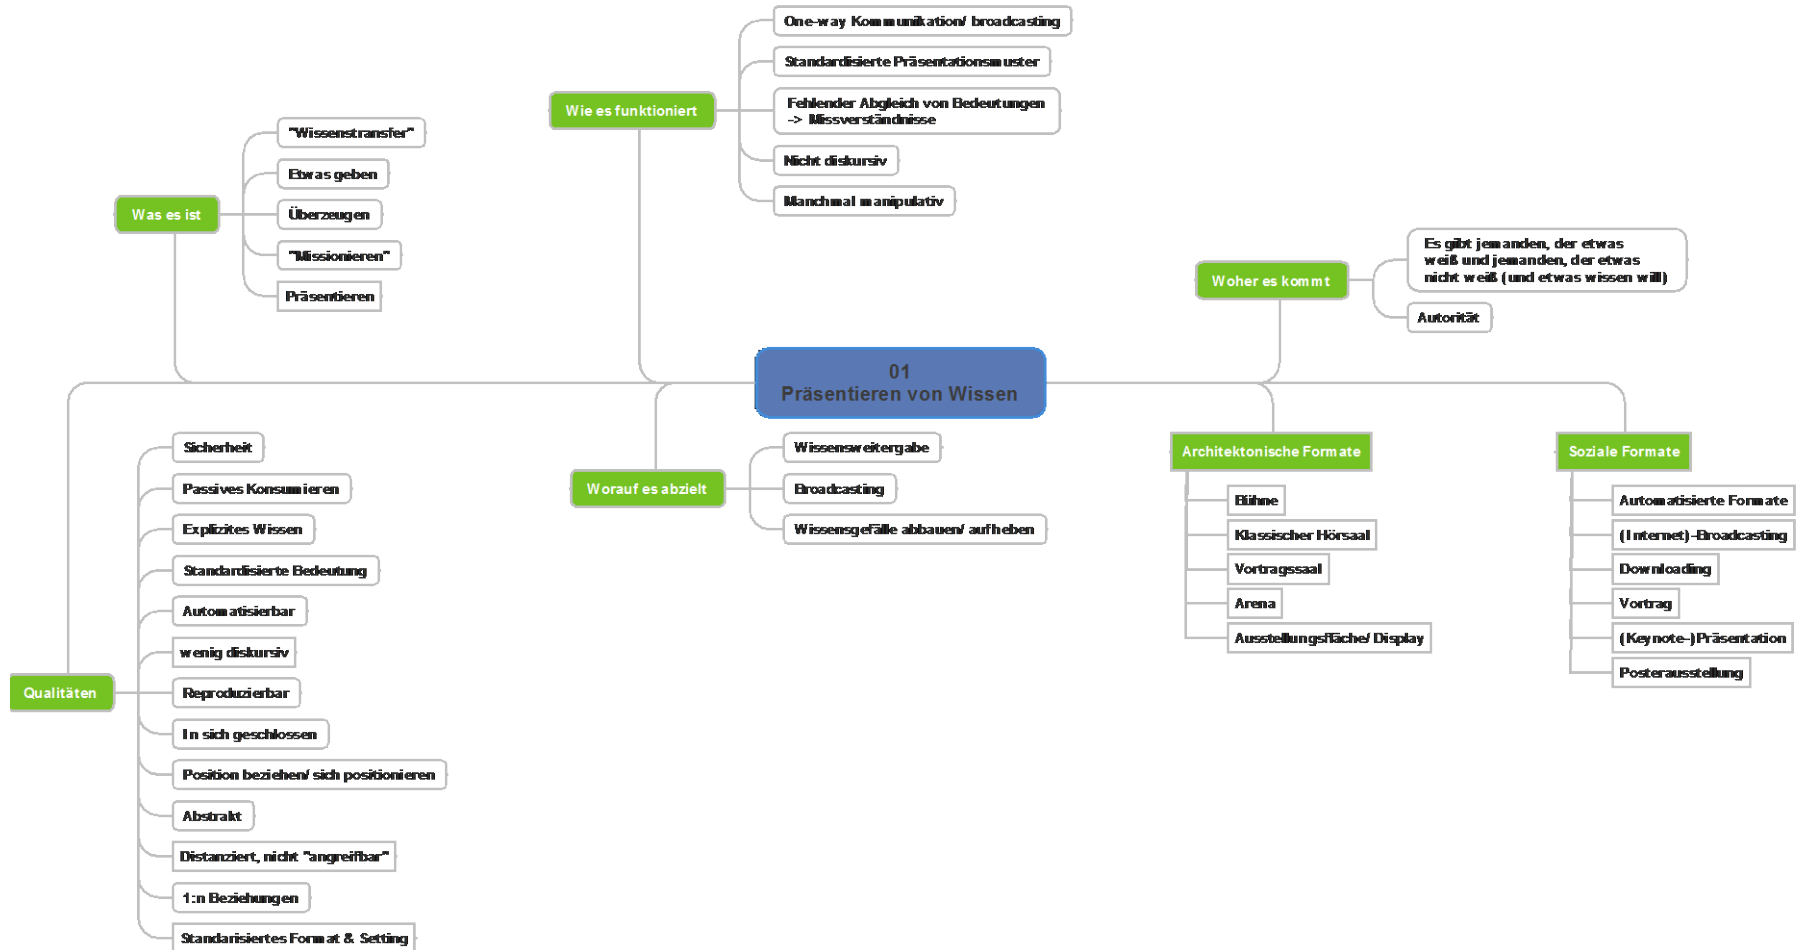 One-way Kommunikation/ broadcasting
Standardisierte Präsentationsmuster
Wie es funktioniert
Fehlender Abgleich von Bedeutungen
-> Missverständnisse
Nicht diskursiv
Manchmal manipulativ
"Wissenstransfer"
Etwas geben
Was es ist
Überzeugen
"Missionieren"
Präsentieren
Es gibt jemanden, der etwas
weiß und jemanden, der etwas
nicht weiß (und etwas wissen will)
Woher es kommt
Autorität
01
Präsentieren von Wissen
Sicherheit
Passives Konsumieren
Explizites Wissen
Standardisierte Bedeutung
Automatisierbar
wenig diskursiv
Qualitäten
Reproduzierbar
In sich geschlossen
Position beziehen/ sich positionieren
Abstrakt
Distanziert, nicht "angreifbar"
1:n Beziehungen
Standarisiertes Format & Setting
Wissensweitergabe
Worauf es abzielt
Broadcasting
Wissensgefälle abbauen/ aufheben
Architektonische Formate
Bühne
Klassischer Hörsaal
Vortragssaal
Arena
Ausstellungsfläche/ Display
Soziale Formate
Automatisierte Formate
(Internet)-Broadcasting
Downloading
Vortrag
(Keynote-)Präsentation
Posterausstellung